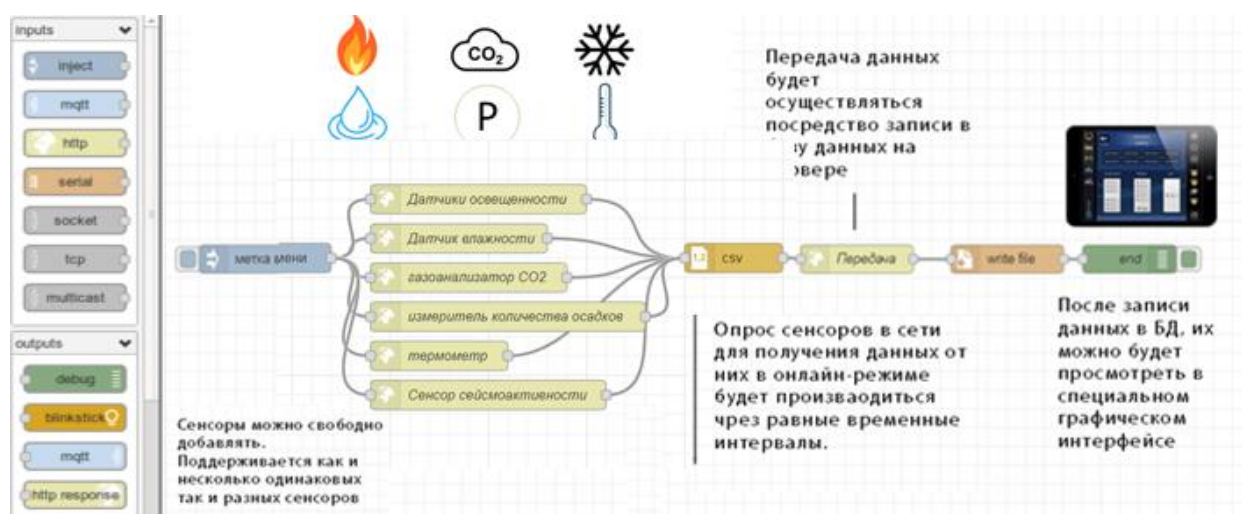 inputs
inject
mqtt
http
serial
socket
tcp
multicast
outputs
debug
blinkstick
mqtt
http response
CO₂
P
Передача данных
будет
осуществляться
посредство записи в
данных на
метка
Датчики освещенности
Датчик влажности
газоанализатор CO2
измеритель количества осадков
термометр
Сенсор сейсмоактивности
1,2 csv
Передача
write file
end
Сенсоры можно свободно
добавлять.
Поддерживается как и
несколько одинаковых
так и разных сенсоров
Опрос сенсоров в сети
для получения данных от
них в онлайн-режиме
будет произваодиться
чрез равные временные
интервалы.
После записи
данных в БД, их
можно будет
просмотреть в
специальном
графическом
интерфейсе